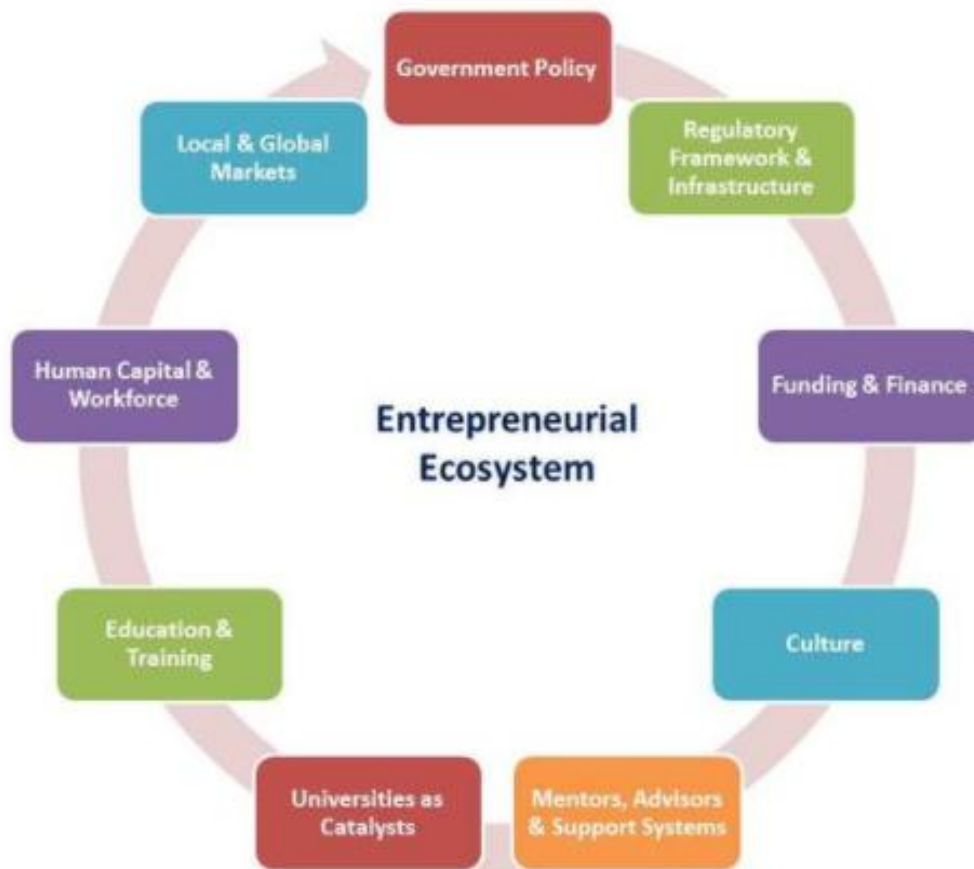 Government Policy
Regulatory
Framework &
Infrastructure
Funding & Finance
Culture
Mentors, Advisors
& Support Systems
Universities as
Catalysts
Education &
Training
Human Capital &
Workforce
Local & Global
Markets
Entrepreneurial
Ecosystem